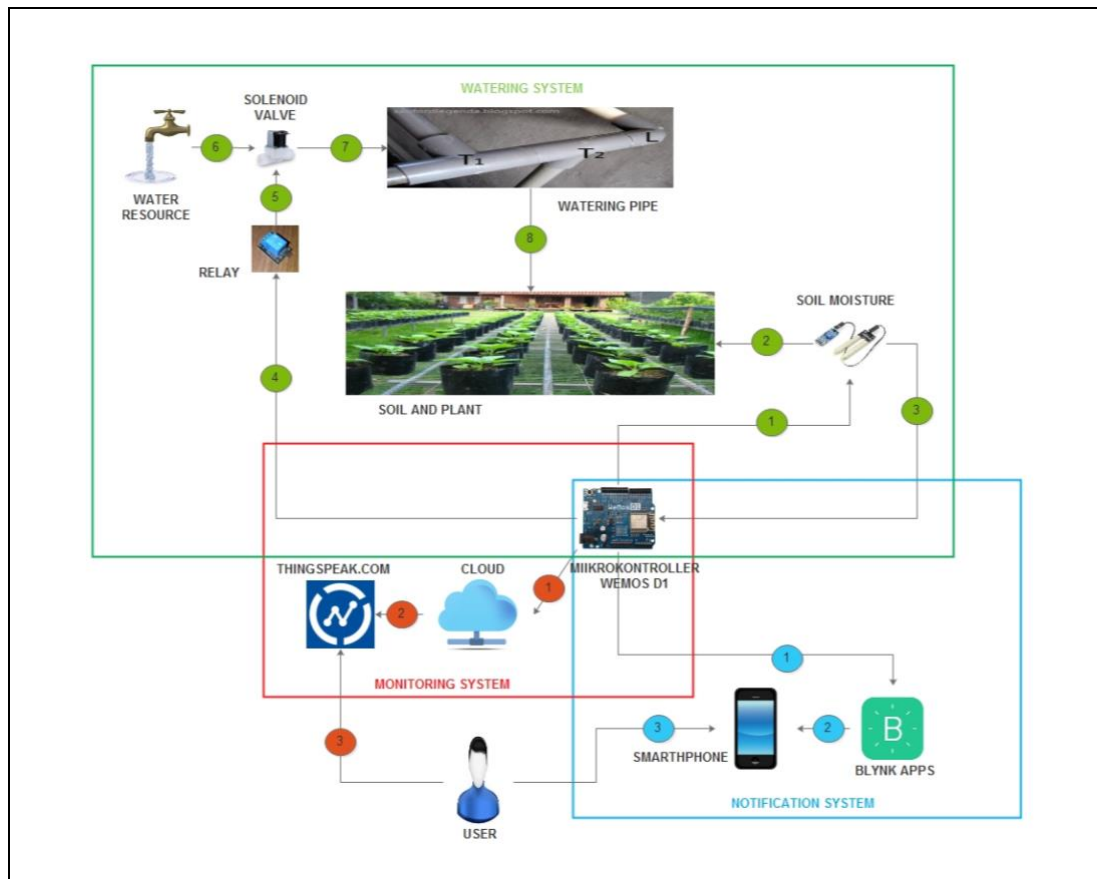 WATERING SYSTEM
SOLENOID
VALVE
6
7
T1
T2
L
5
WATER
RESOURCE
WATERING PIPE
8
RELAY
SOIL MOISTURE
2
4
SOIL AND PLANT
1
3
THINGSPEAK.COM
CLOUD
1
MIIKROKONTROLLER
WEMOS D1
2
MONITORING SYSTEM
1
3
3
2
B
SMARTHPHONE
BLYNK APPS
NOTIFICATION SYSTEM
USER